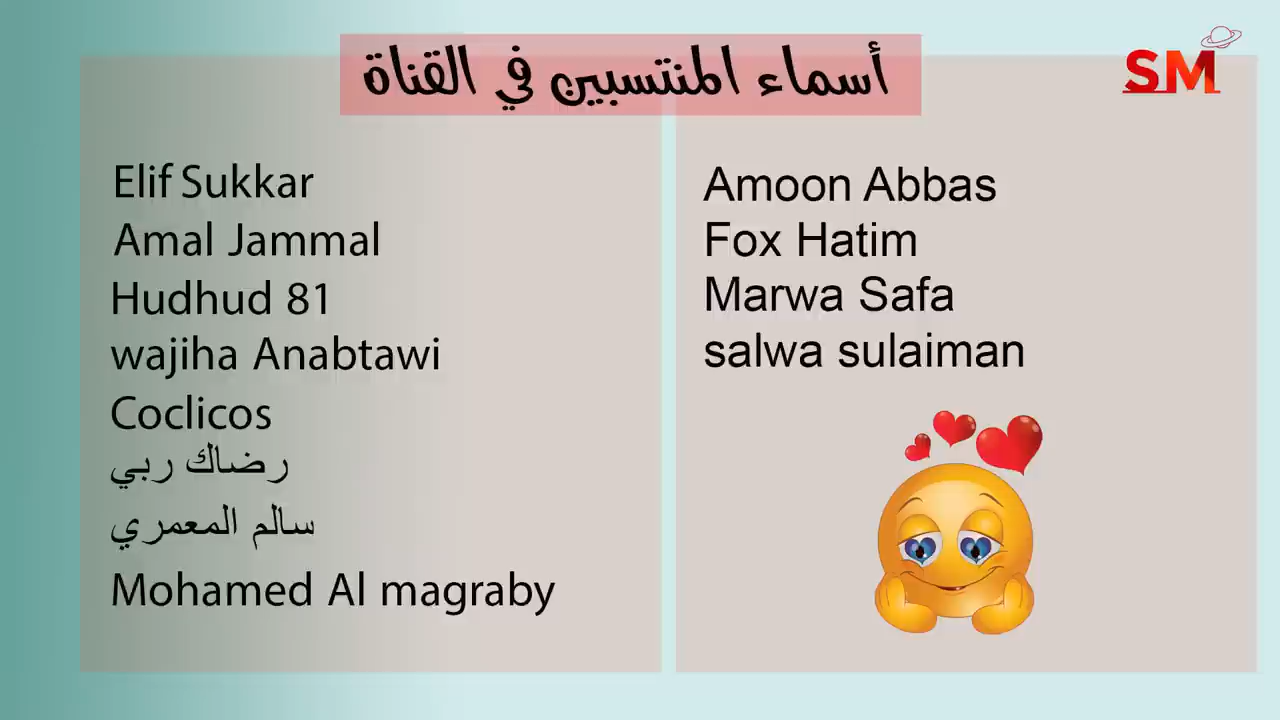 أسماء المنتسبين في القناة
SM
Elif Sukkar
Amal Jammal
Hudhud 81
wajiha Anabtawi
Coclicos
رضاك ربي
سالم المعمري
Mohamed Al magraby
Amoon Abbas
Fox Hatim
Marwa Safa
salwa sulaiman